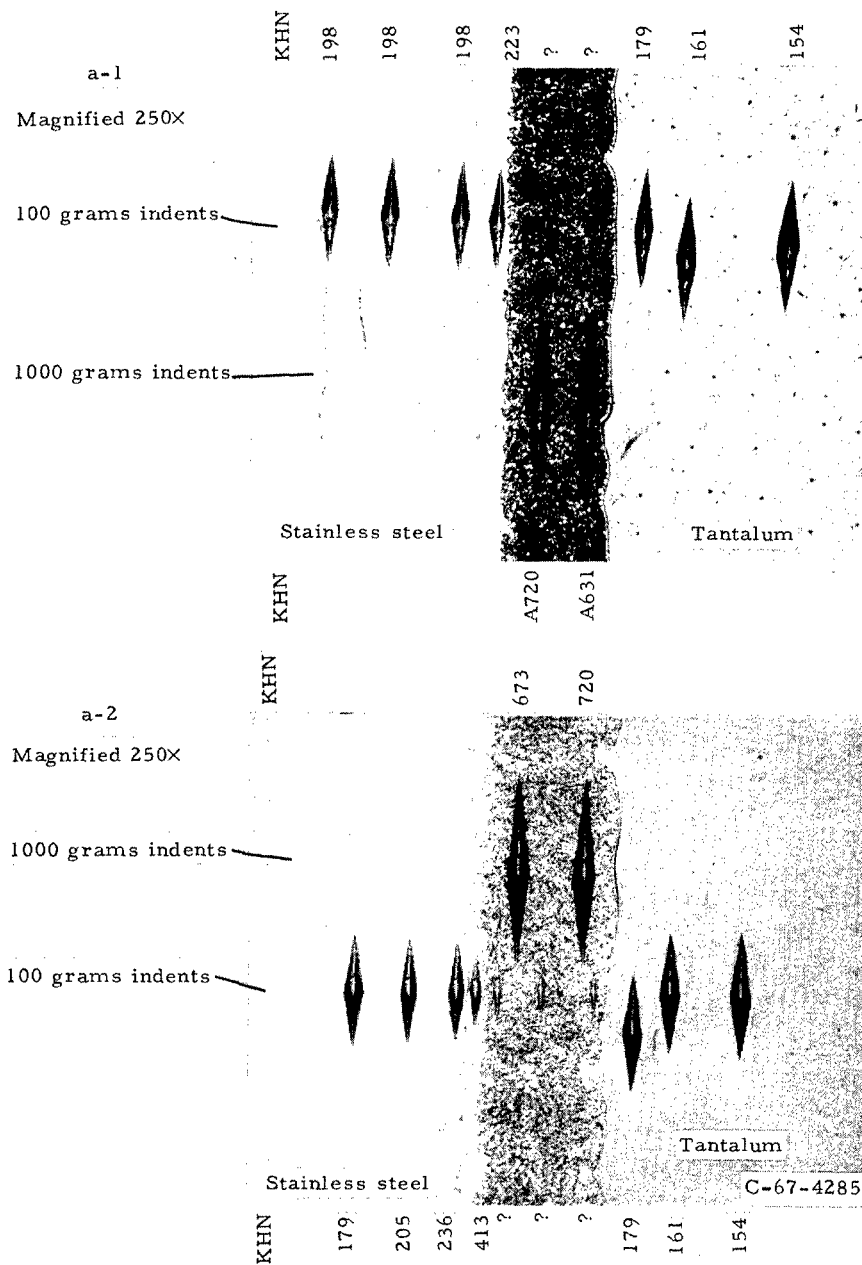 KHN 198 198 198 223 ? ? 179 161 154
a-1
Magnified 250X
100 grams indents
1000 grams indents
Stainless steel
Tantalum
KHN A720 A631
KHN 673 720
a-2
Magnified 250X
1000 grams indents
100 grams indents
Tantalum
Stainless steel
C-67-4285
KHN 179 205 236 413 ? ? ? 179 161 154